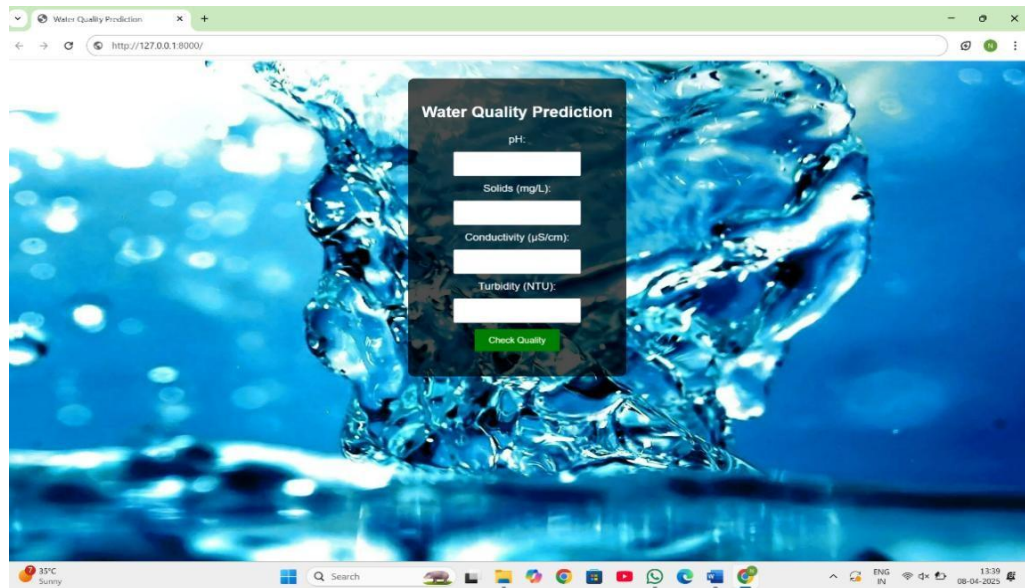 Water Quality Prediction
http://127.0.0.1:8000/
N
Water Quality Prediction
pH:
Solids (mg/L):
Conductivity (µS/cm):
Turbidity (NTU):
Check Quality
7
35°C
Sunny
Search
ENG
IN
13:39
08-04-2025